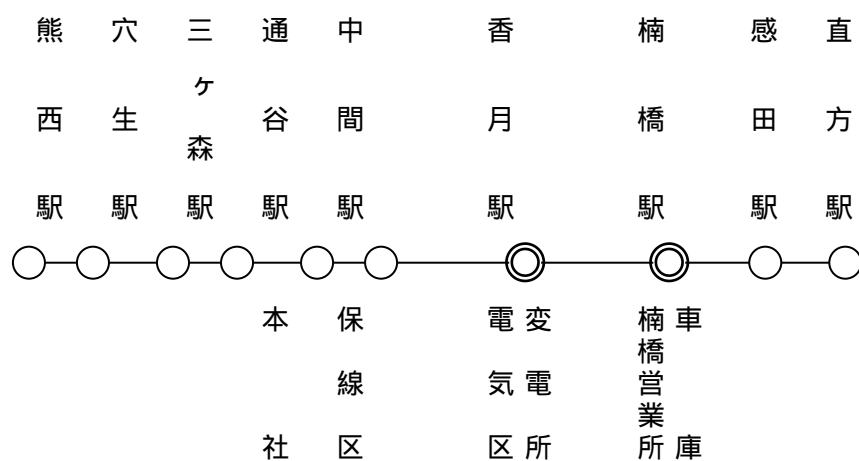 熊西駅
穴生駅
三ヶ森駅
通谷駅
中間駅
香月駅
楠橋駅
感田駅
直方駅
本社
保線区
電気区
変電所
楠橋営業所
車庫